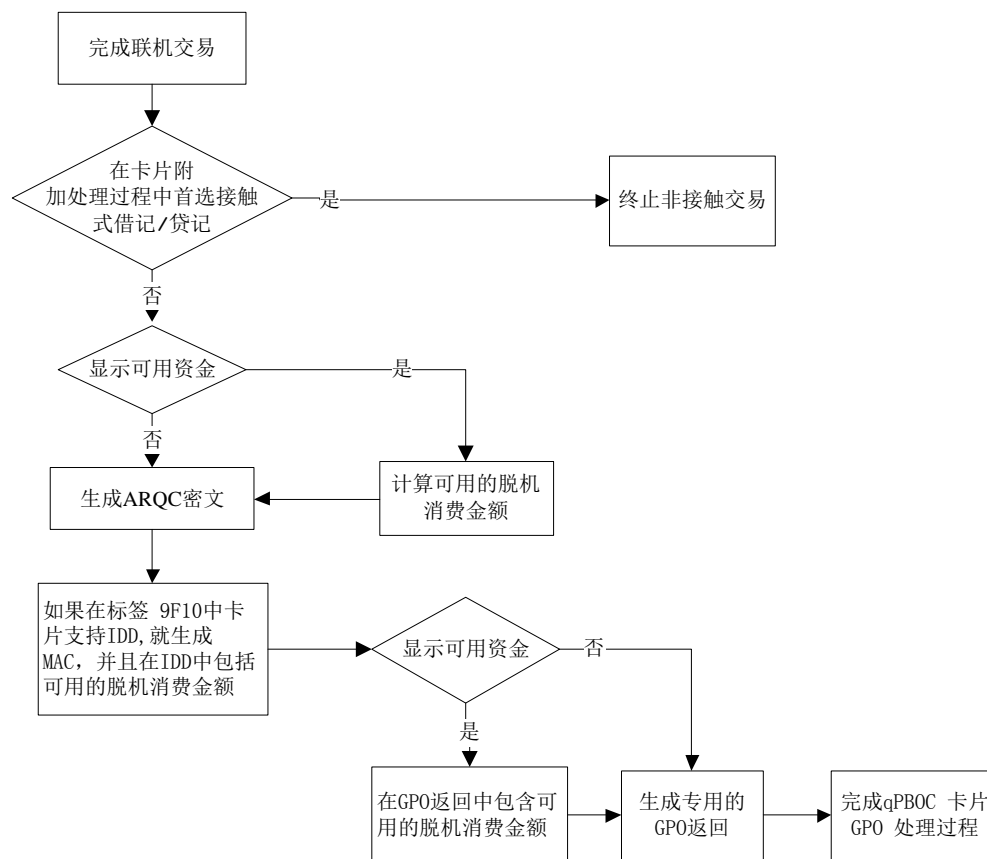 完成联机交易
在卡片附
加处理过程中首选接触
式借记/贷记
是
终止非接触交易
否
显示可用资金
是
否
生成ARQC密文
计算可用的脱机
消费金额
如果在标签 9F10中卡
片支持IDD,就生成
MAC，并且在IDD中包括
可用的脱机消费金额
显示可用资金
否
是
在GPO返回中包含可
用的脱机消费金额
生成专用的
GPO返回
完成qPBOC 卡片
GPO 处理过程